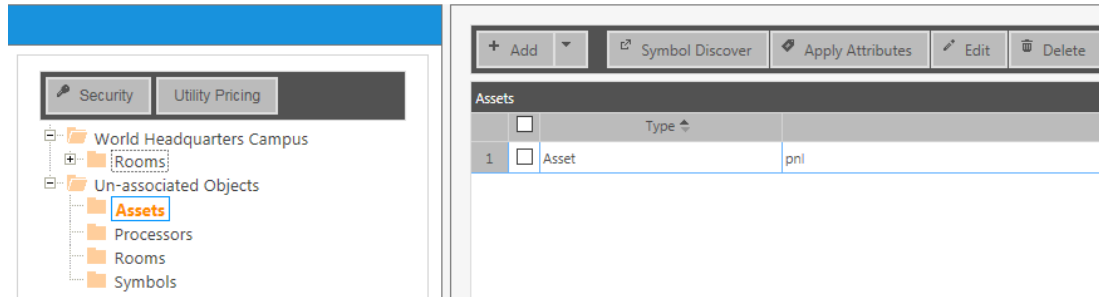 Security Utility Pricing
World Headquarters Campus
Rooms
Un-associated Objects
Assets
Processors
Rooms
Symbols
+ Add Symbol Discover Apply Attributes Edit Delete
Assets
Type
1 Asset pnl